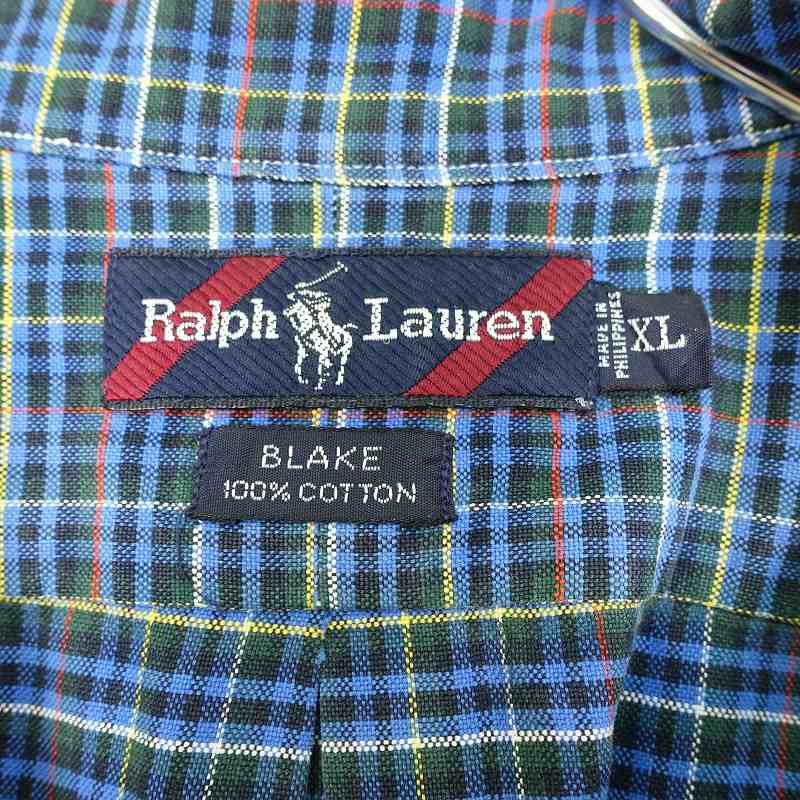 Ralph Lauren
MADE IN
PHILIPPINES
XL
BLAKE
100% COTTON